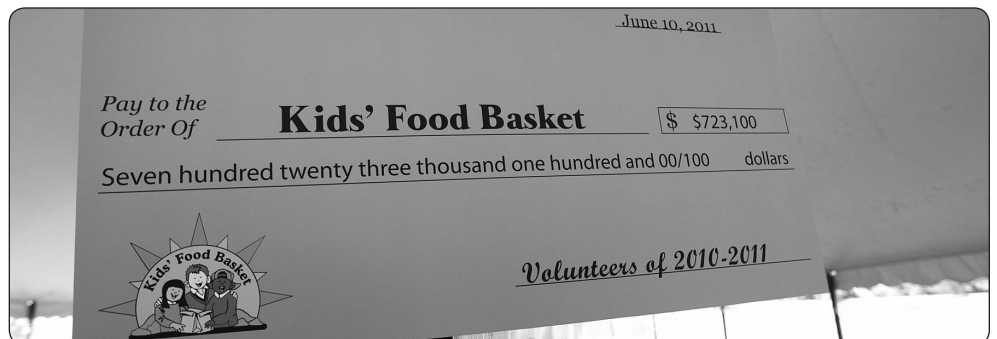 June 10, 2011
Pay to the
Order Of
Kids' Food Basket
$ $723,100
Seven hundred twenty three thousand one hundred and 00/100 dollars
Kids' Food Basket
Volunteers of 2010-2011